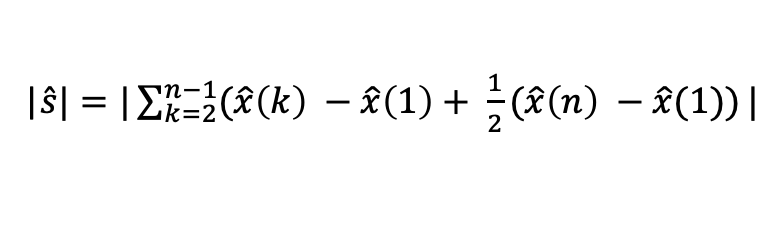 |ŝ| = | ∑_{k=2}^{n−1}(x̂(k) − x̂(1) + 1/2 (x̂(n) − x̂(1)) |